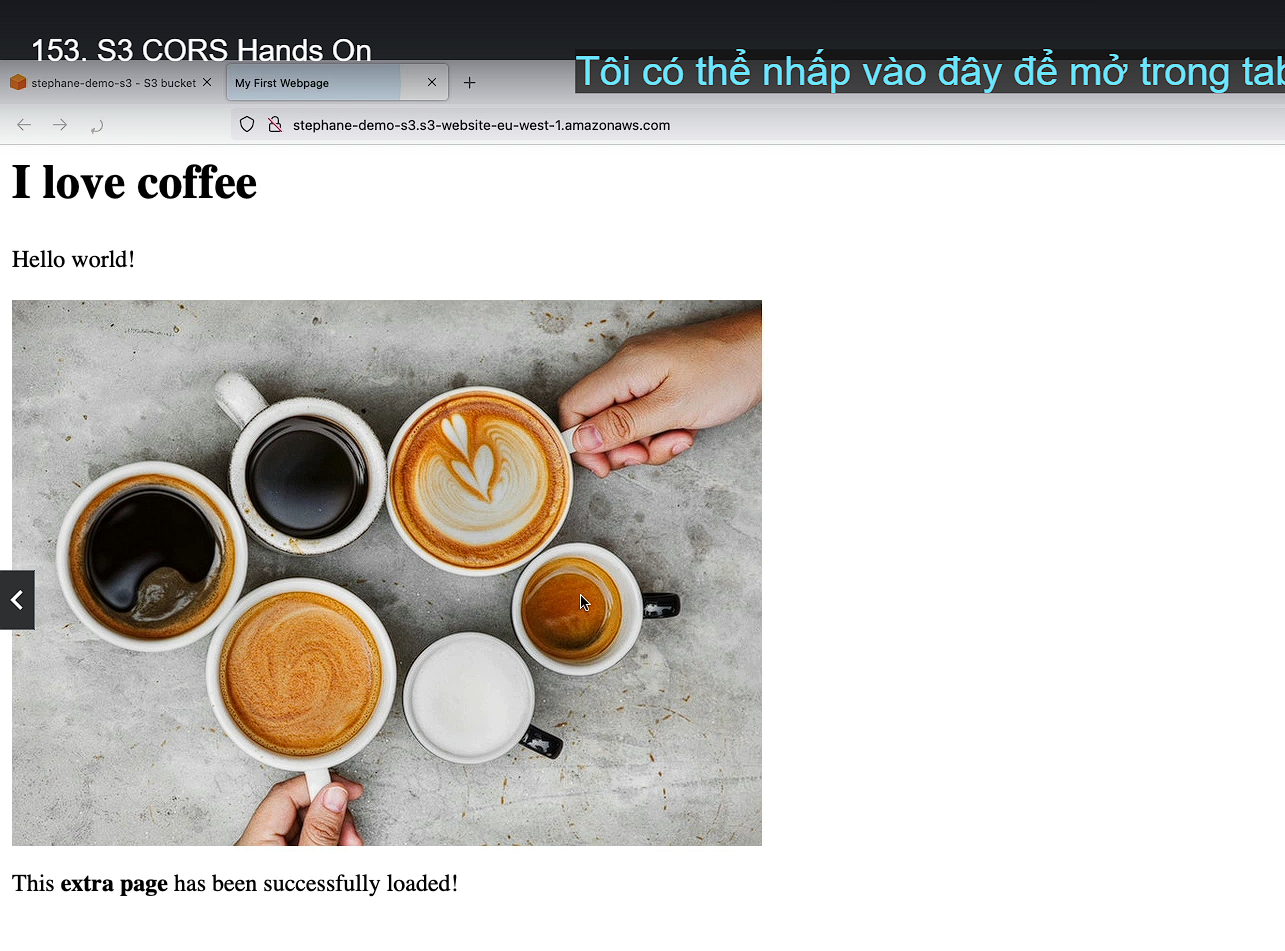 153. S3 CORS Hands On
Tôi có thể nhấp vào đây để mở trong tab
stephane-demo-s3 - S3 bucket
My First Webpage
stephane-demo-s3.s3-website-eu-west-1.amazonaws.com
I love coffee
Hello world!
This extra page has been successfully loaded!